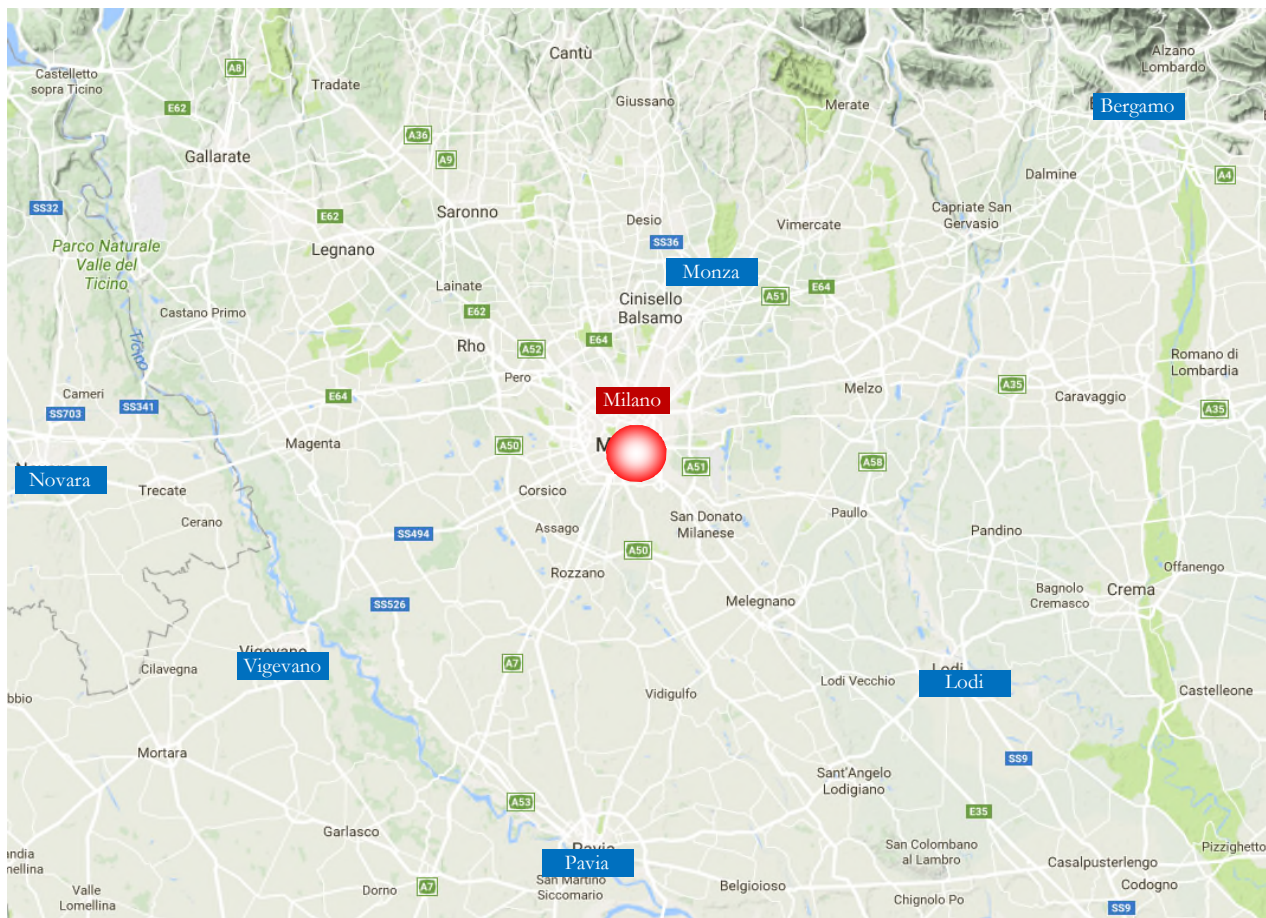 Cantù
Alzano
Lombardo
A8
Castelletto
sopra Ticino
Tradate
Giussano
Merate
Bergamo
E62
A36
A9
Gallarate
Dalmine
A4
SS32
E62
Saronno
Desio
Vimercate
Capriate San
Gervasio
Parco Naturale
Valle del
Ticino
Legnano
SS36
Monza
Lainate
Cinisello
Balsamo
A51
E64
Castano Primo
E62
Rho
A52
E64
Ticino
Romano di
Lombardia
Pero
Cameri
SS703
SS341
E64
Milano
Melzo
A35
Caravaggio
A35
Magenta
A50
M
A51
A58
Novara
Trecate
Corsico
Cerano
SS494
Assago
San Donato
Milanese
Paullo
Pandino
A50
Rozzano
Offanengo
SS526
Melegnano
Bagnolo
Cremasco
Crema
Vigevano
Cilavegna
A7
Lodi
Lodi Vecchio
Lodi
bbio
Vidigulfo
Castelleone
Mortara
SS9
Sant'Angelo
Lodigiano
A53
E35
Garlasco
Pavia
San Colombano
al Lambro
Pizzighetto
andia
mellina
Casalpusterlengo
Valle
Lomellina
Dorno
A7
San Martino
Siccomario
Belgioioso
Codogno
Chignolo Po
SS9